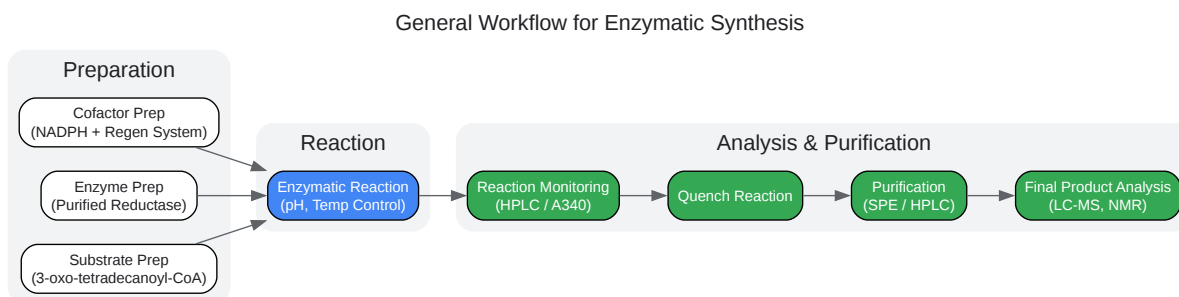 General Workflow for Enzymatic Synthesis
Preparation
Cofactor Prep
(NADPH + Regen System)
Enzyme Prep
(Purified Reductase)
Substrate Prep
(3-oxo-tetradecanoyl-CoA)
Reaction
Enzymatic Reaction
(pH, Temp Control)
Analysis & Purification
Reaction Monitoring
(HPLC / A340)
Quench Reaction
Purification
(SPE / HPLC)
Final Product Analysis
(LC-MS, NMR)